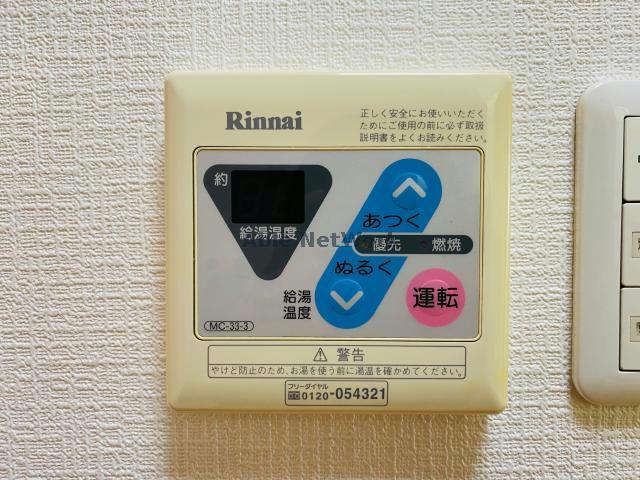 Rinnai
正しく安全にお使いいただく
ためにご使用の前に必ず取扱
説明書をよくお読みください。
約
給湯温度
あつく
優先 燃焼
ぬるく
給湯
温度
運転
MC-33-3
⚠ 警告
やけど防止のため、お湯を使う前に湯温を確かめてください。
フリーダイヤル
0120-054321